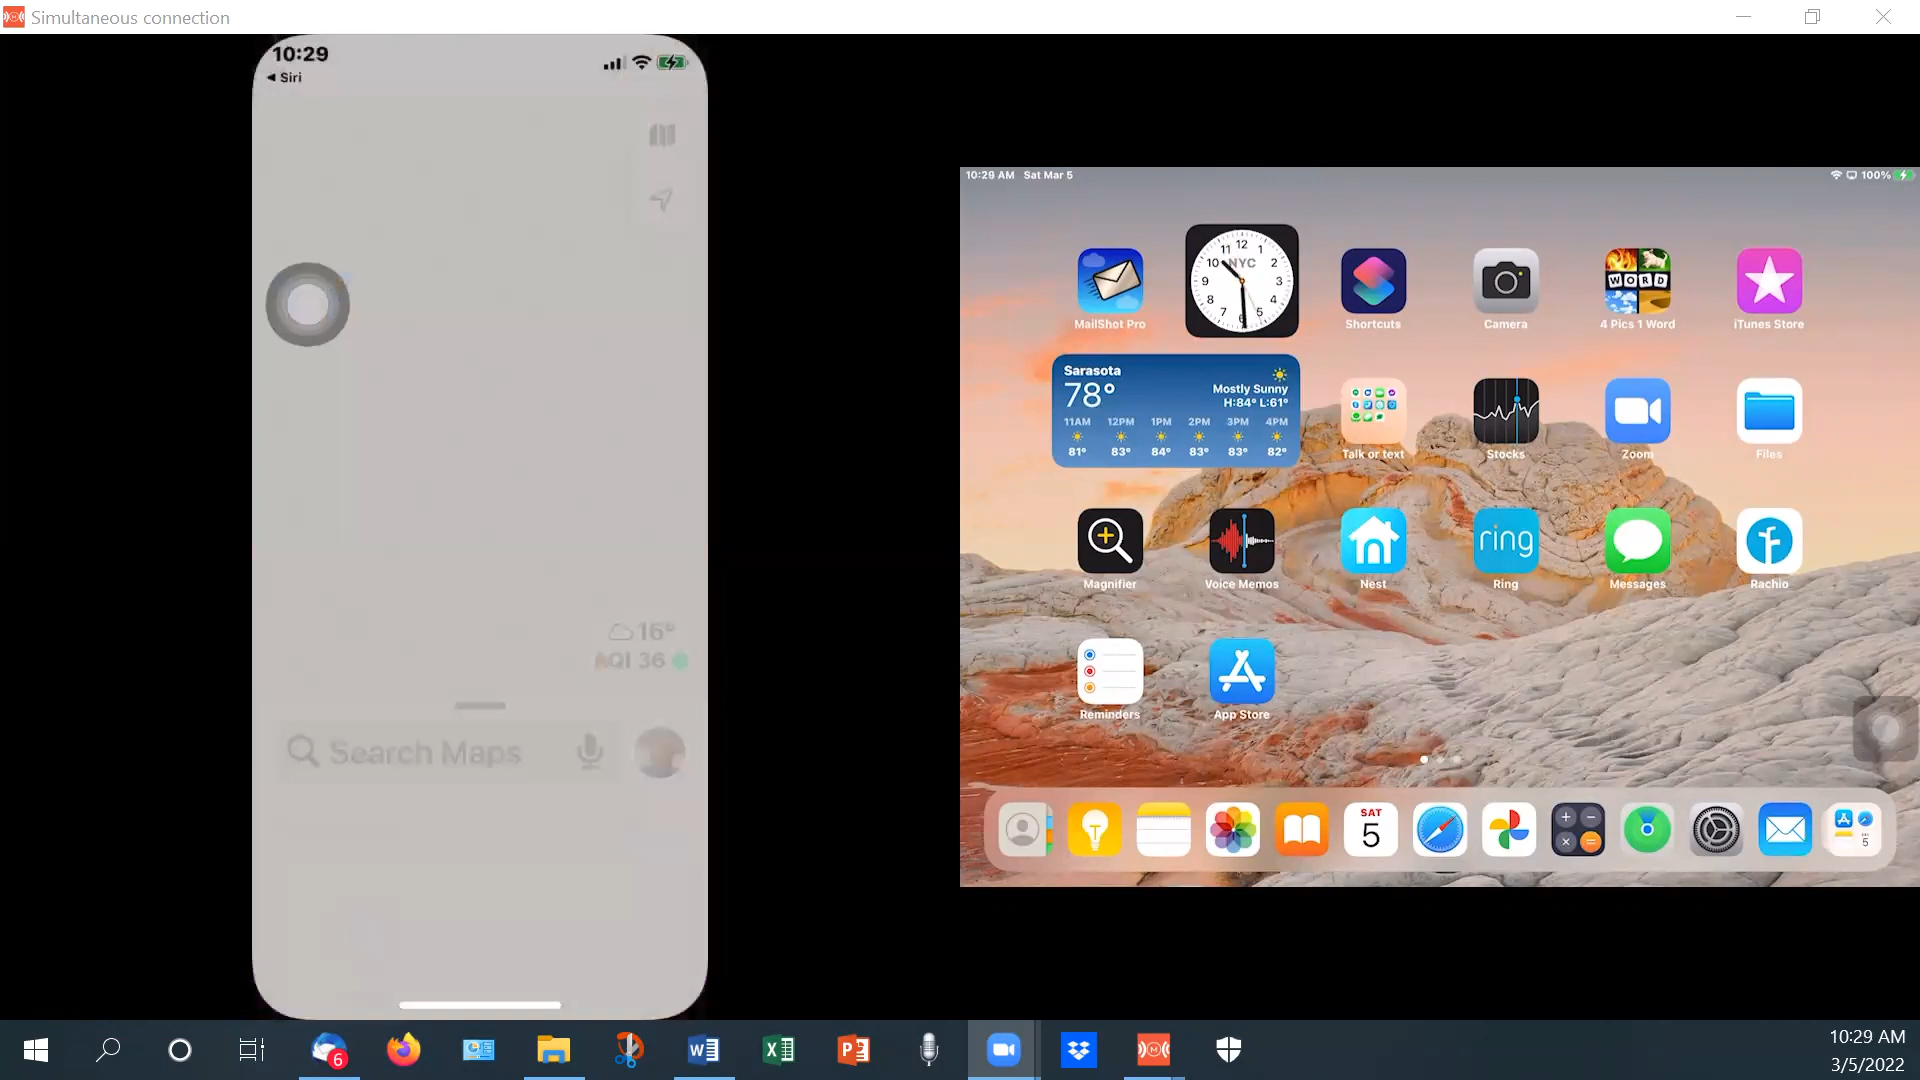 Simultaneous connection
10:29
◄ Siri
16°
AQI 36
Search Maps
10:29 AM Sat Mar 5
100%
MailShot Pro
NYC
12
1
2
3
4
5
6
7
8
9
10
11
Shortcuts
Camera
WORD
4 Pics 1 Word
iTunes Store
Sarasota
78°
Mostly Sunny
H:84° L:61°
11AM 12PM 1PM 2PM 3PM 4PM
81° 83° 84° 83° 83° 82°
Talk or text
Stocks
Zoom
Files
Magnifier
Voice Memos
Nest
ring
Ring
Messages
Rachio
Reminders
App Store
SAT
5
5
6
10:29 AM
3/5/2022